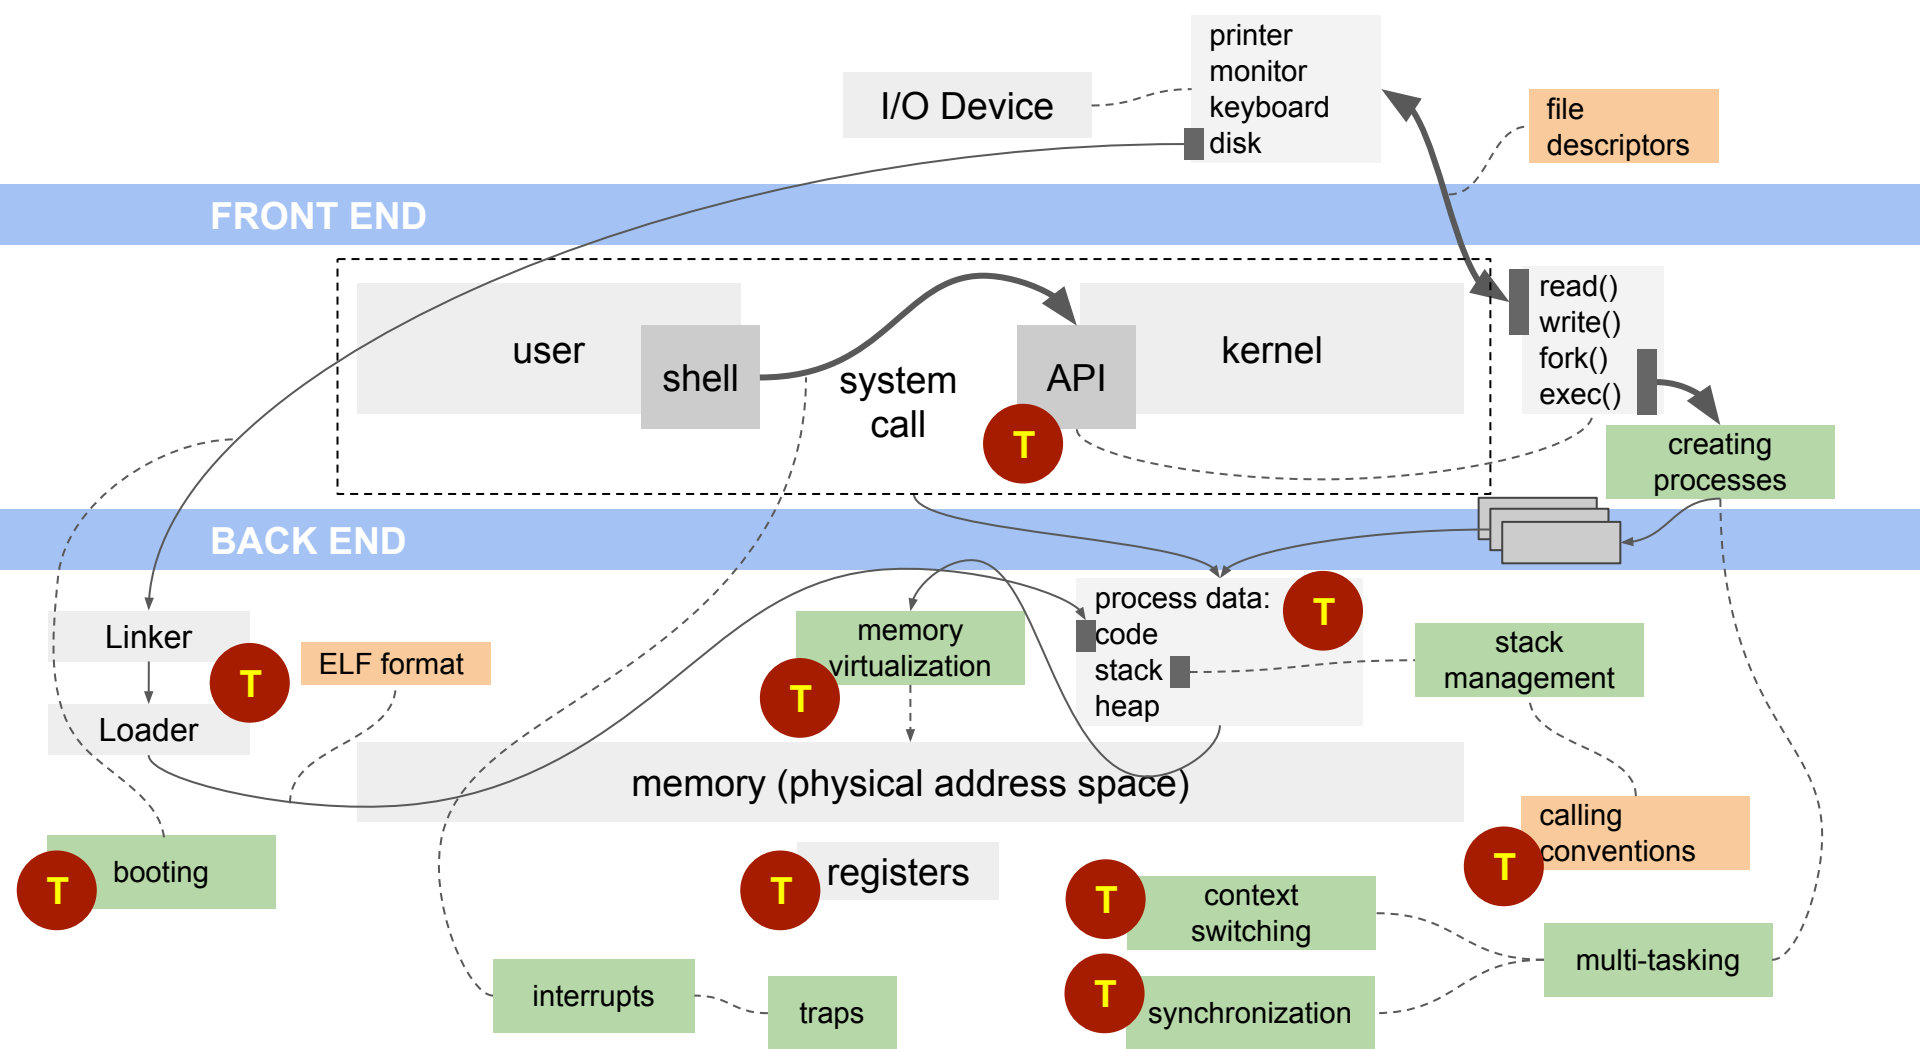 printer
monitor
keyboard
disk
I/O Device
file
descriptors
FRONT END
user
shell
system
call
API
kernel
read()
write()
fork()
exec()
T
creating
processes
BACK END
Linker
T
Loader
ELF format
memory
virtualization
T
process data:
code
stack
heap
T
stack
management
memory (physical address space)
calling
conventions
T
booting
T
registers
T
context
switching
T
multi-tasking
interrupts
traps
synchronization
T